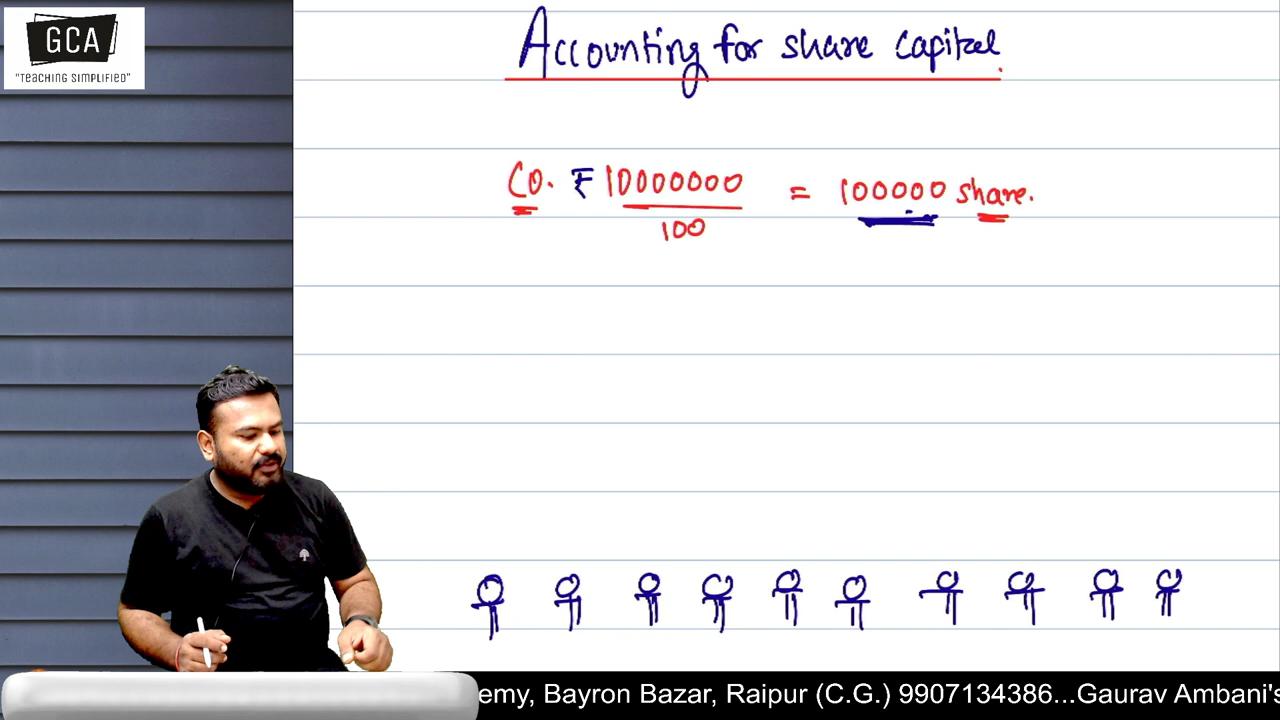 GCA
"TEACHING SIMPLIFIED"
Accounting for share capital.
CO. ₹ 10000000 = 100000 share.
100
emy, Bayron Bazar, Raipur (C.G.) 9907134386...Gaurav Ambani's